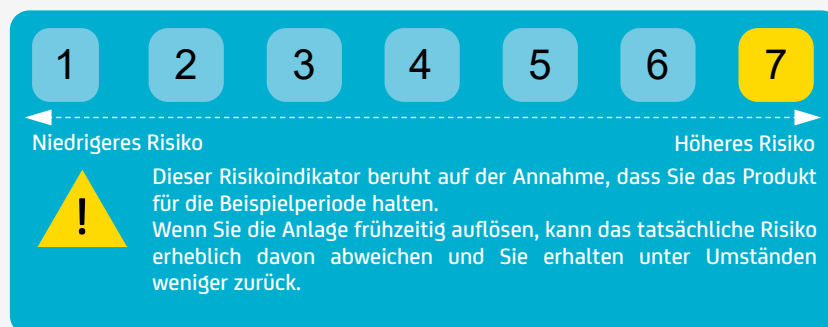 1 2 3 4 5 6 7
Niedrigeres Risiko Höheres Risiko
!
Dieser Risikoindikator beruht auf der Annahme, dass Sie das Produkt
für die Beispielperiode halten.
Wenn Sie die Anlage frühzeitig auflösen, kann das tatsächliche Risiko
erheblich davon abweichen und Sie erhalten unter Umständen
weniger zurück.